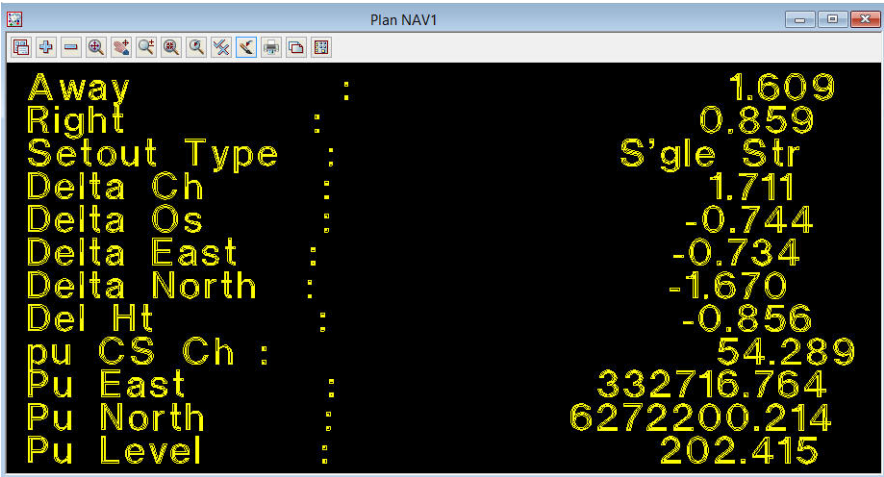 Plan NAV1
Away : 1.609
Right : 0.859
Setout Type : S'gle Str
Delta Ch : 1.711
Delta Os : -0.744
Delta East : -0.734
Delta North : -1.670
Del Ht : -0.856
pu CS Ch : 54.289
Pu East : 332716.764
Pu North : 6272200.214
Pu Level : 202.415